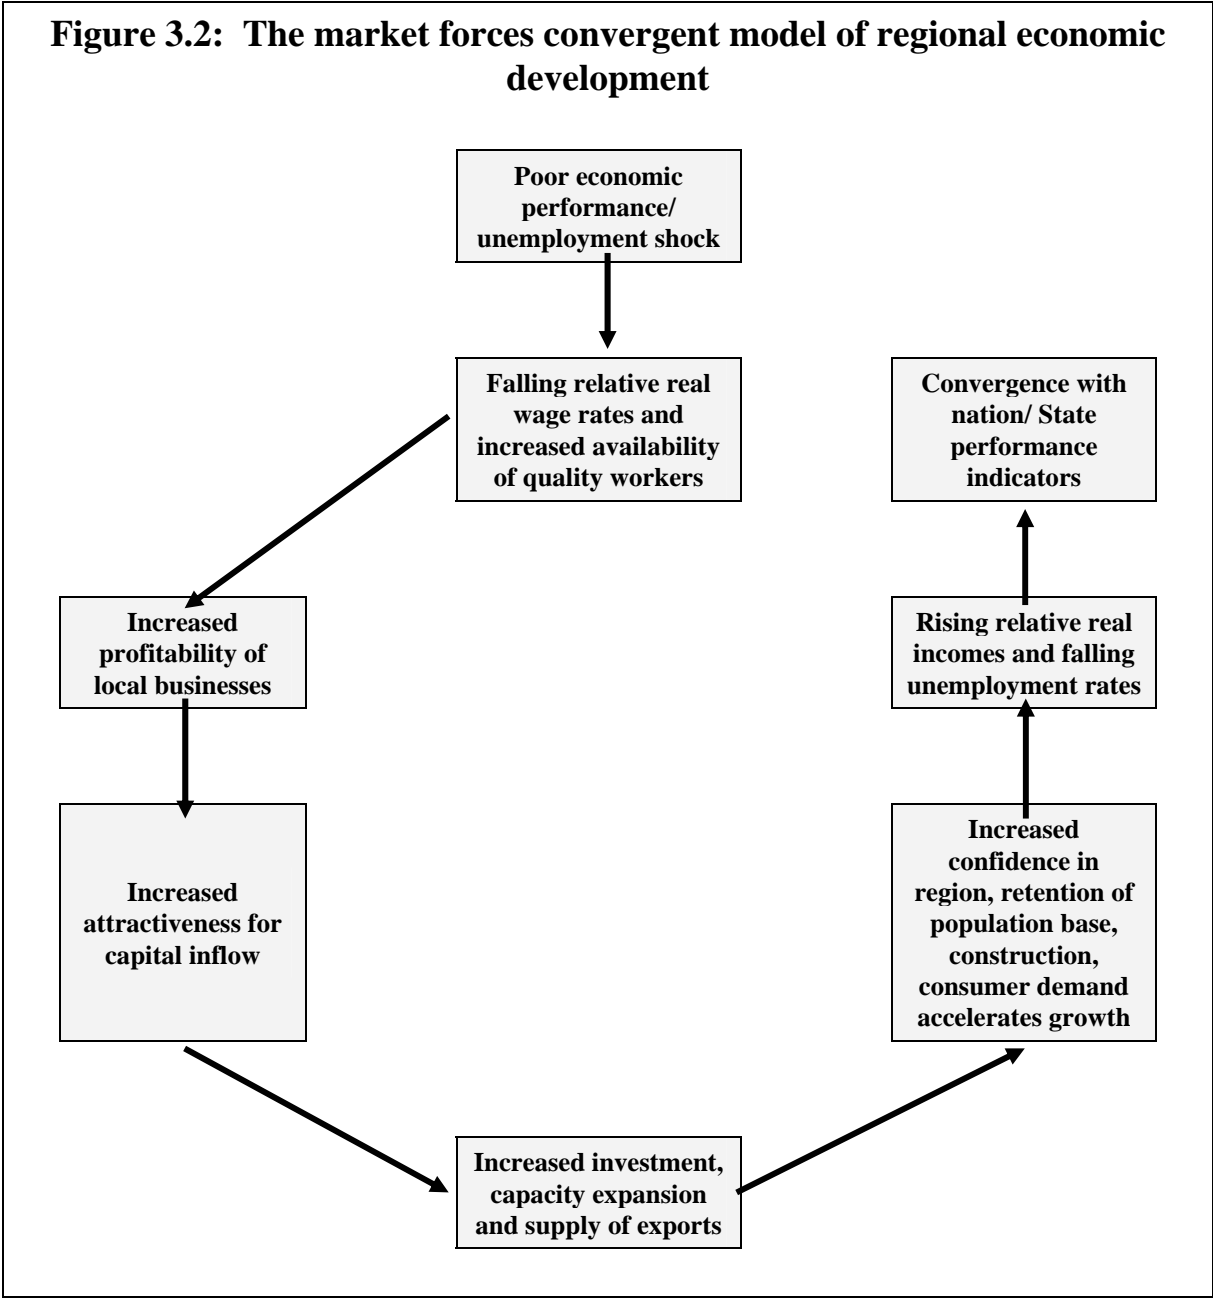 Figure 3.2:  The market forces convergent model of regional economic
development
Poor economic
performance/
unemployment shock
Falling relative real
wage rates and
increased availability
of quality workers
Convergence with
nation/ State
performance
indicators
Increased
profitability of
local businesses
Rising relative real
incomes and falling
unemployment rates
Increased
attractiveness for
capital inflow
Increased
confidence in
region, retention of
population base,
construction,
consumer demand
accelerates growth
Increased investment,
capacity expansion
and supply of exports